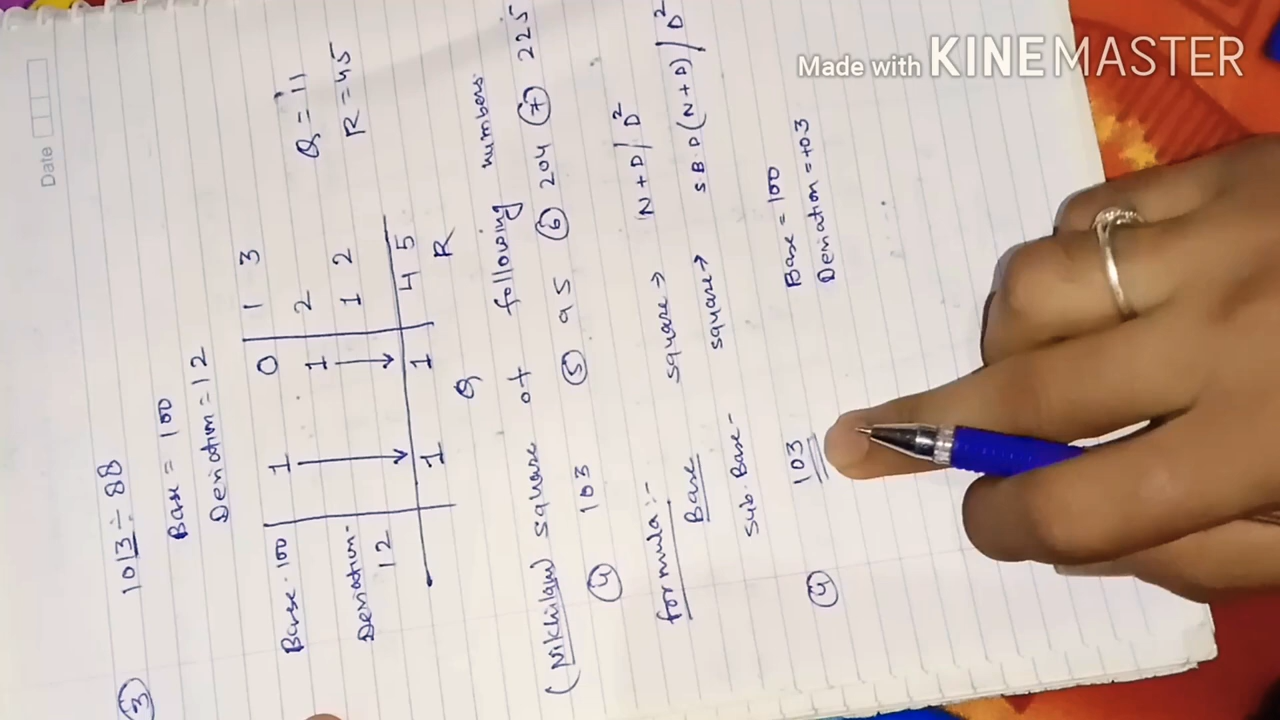 Date
③ 1013 ÷ 88
Base = 100
Deviation = 12
Base. 100 1 0 1 3
1 2
Deviation- 1 2
12
1 1 4 5
Q R
Q = 11
R = 45
(Nikhilam) square of following numbers.
④ 103 ⑤ 95 ⑥ 204 ⑦ 225
formula:-
Base square → N + D / D²
Sub. Base- square → S.B.D (N + D) / D²
④ 103 Base = 100
Deviation = +03
Made with KINEMASTER